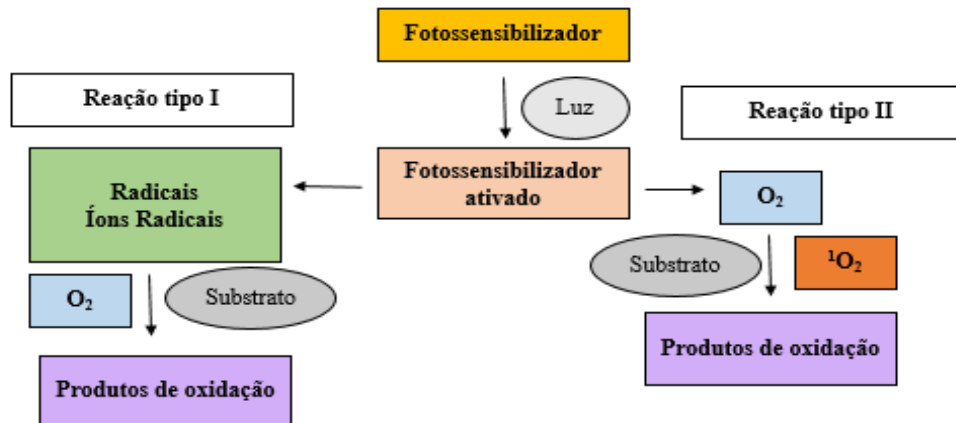 Fotossensibilizador
Luz
Reação tipo I
Reação tipo II
Fotossensibilizador
ativado
Radicais
Íons Radicais
O₂
Substrato
¹O₂
O₂
Substrato
Produtos de oxidação
Produtos de oxidação